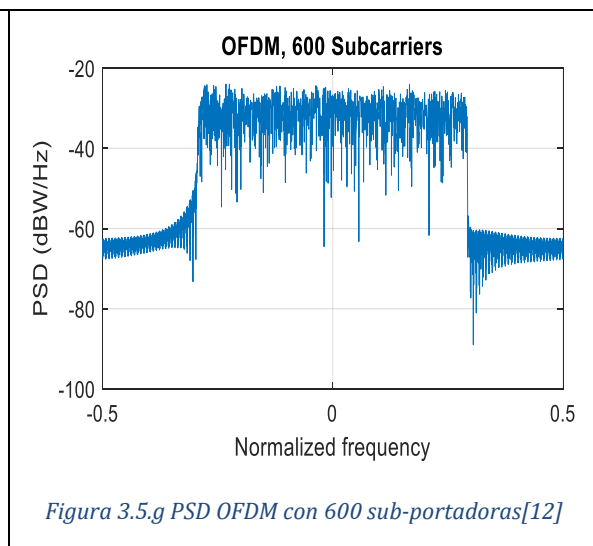 OFDM, 600 Subcarriers
-20
-40
-60
-80
-100
PSD (dBW/Hz)
-0.5
0
0.5
Normalized frequency
Figura 3.5.g PSD OFDM con 600 sub-portadoras[12]